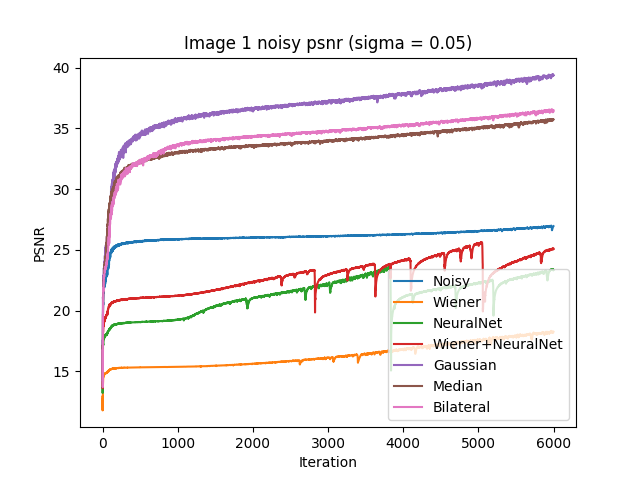 Image 1 noisy psnr (sigma = 0.05)
PSNR
40
35
30
25
20
15
Noisy
Wiener
NeuralNet
Wiener+NeuralNet
Gaussian
Median
Bilateral
0 1000 2000 3000 4000 5000 6000
Iteration